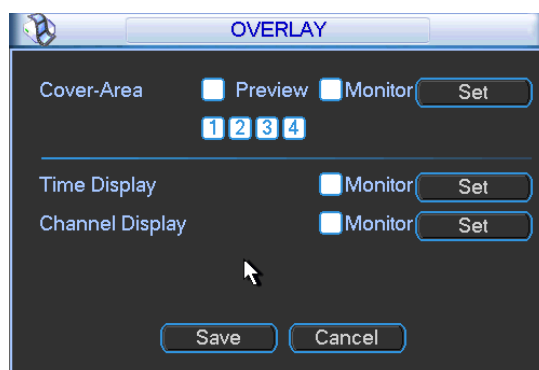 OVERLAY
Cover-Area Preview Monitor Set
1 2 3 4
Time Display Monitor Set
Channel Display Monitor Set
Save Cancel